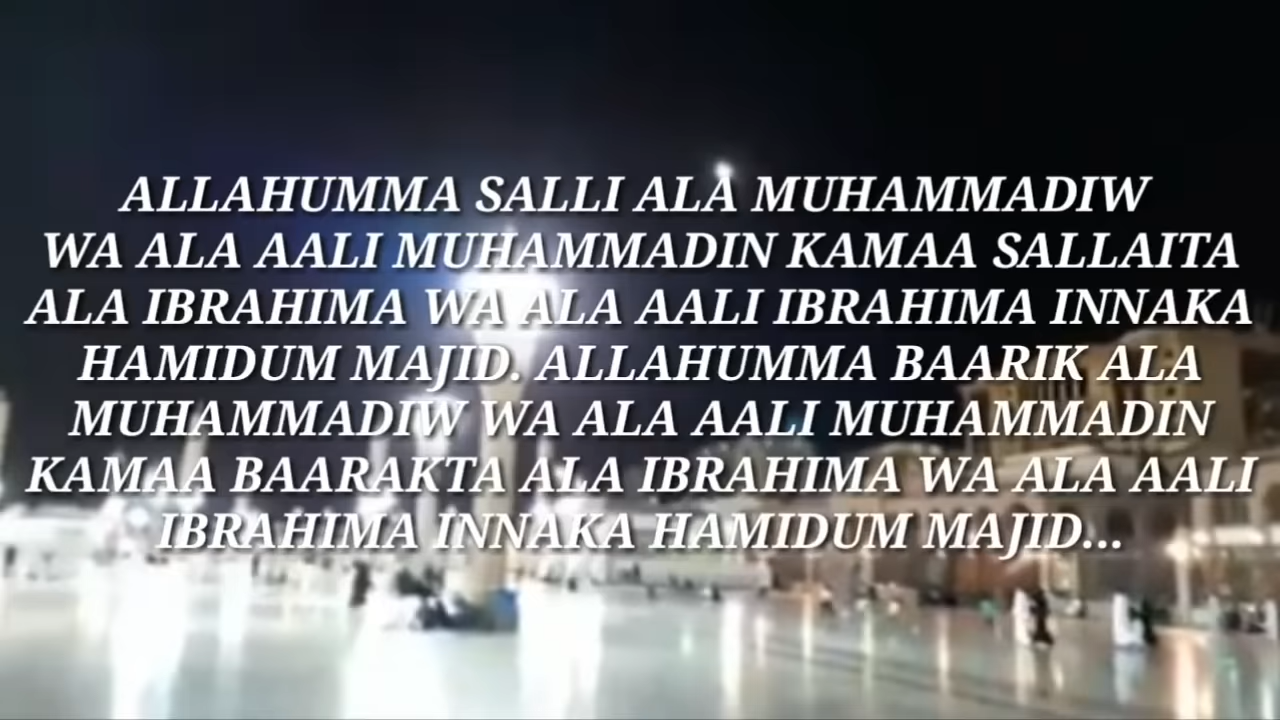 ALLAHUMMA SALLI ALA MUHAMMADIW
WA ALA AALI MUHAMMADIN KAMAA SALLAITA
ALA IBRAHIMA WA ALA AALI IBRAHIMA INNAKA
HAMIDUM MAJID. ALLAHUMMA BAARIK ALA
MUHAMMADIW WA ALA AALI MUHAMMADIN
KAMAA BAARAKTA ALA IBRAHIMA WA ALA AALI
IBRAHIMA INNAKA HAMIDUM MAJID...